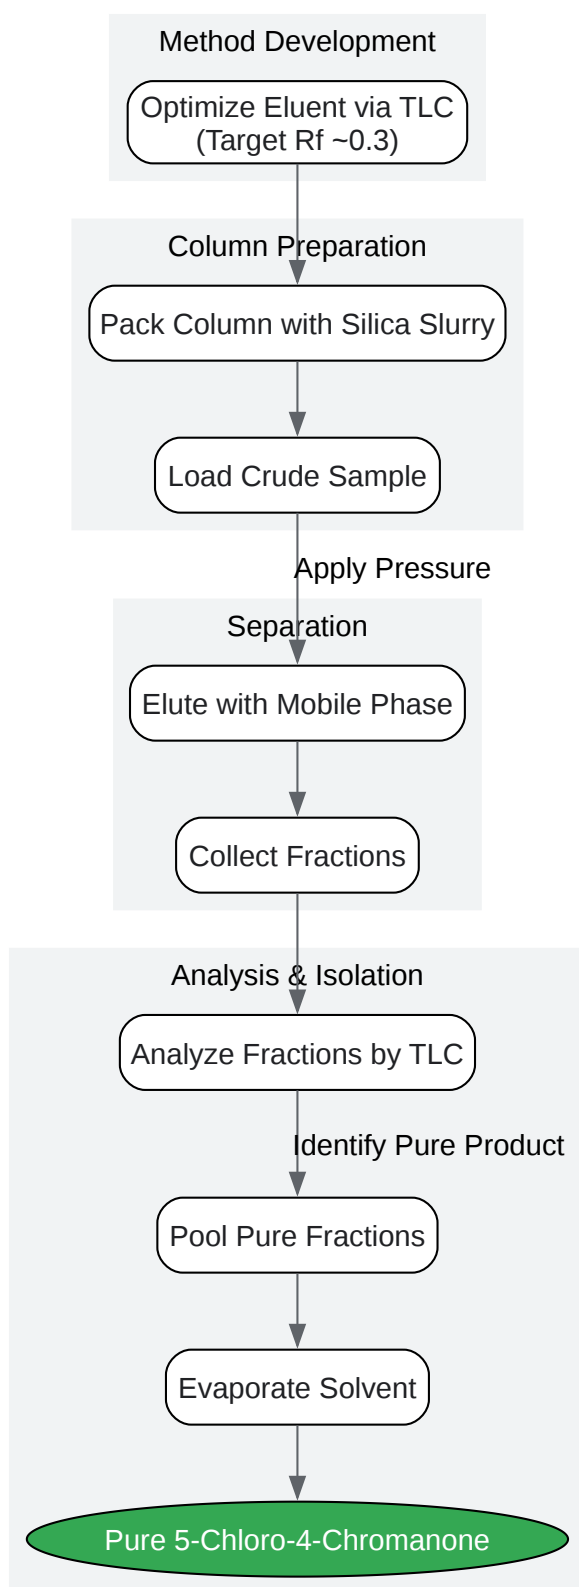 Method Development
Optimize Eluent via TLC
(Target Rf ~0.3)
Column Preparation
Pack Column with Silica Slurry
Load Crude Sample
Apply Pressure
Separation
Elute with Mobile Phase
Collect Fractions
Analysis & Isolation
Analyze Fractions by TLC
Identify Pure Product
Pool Pure Fractions
Evaporate Solvent
Pure 5-Chloro-4-Chromanone